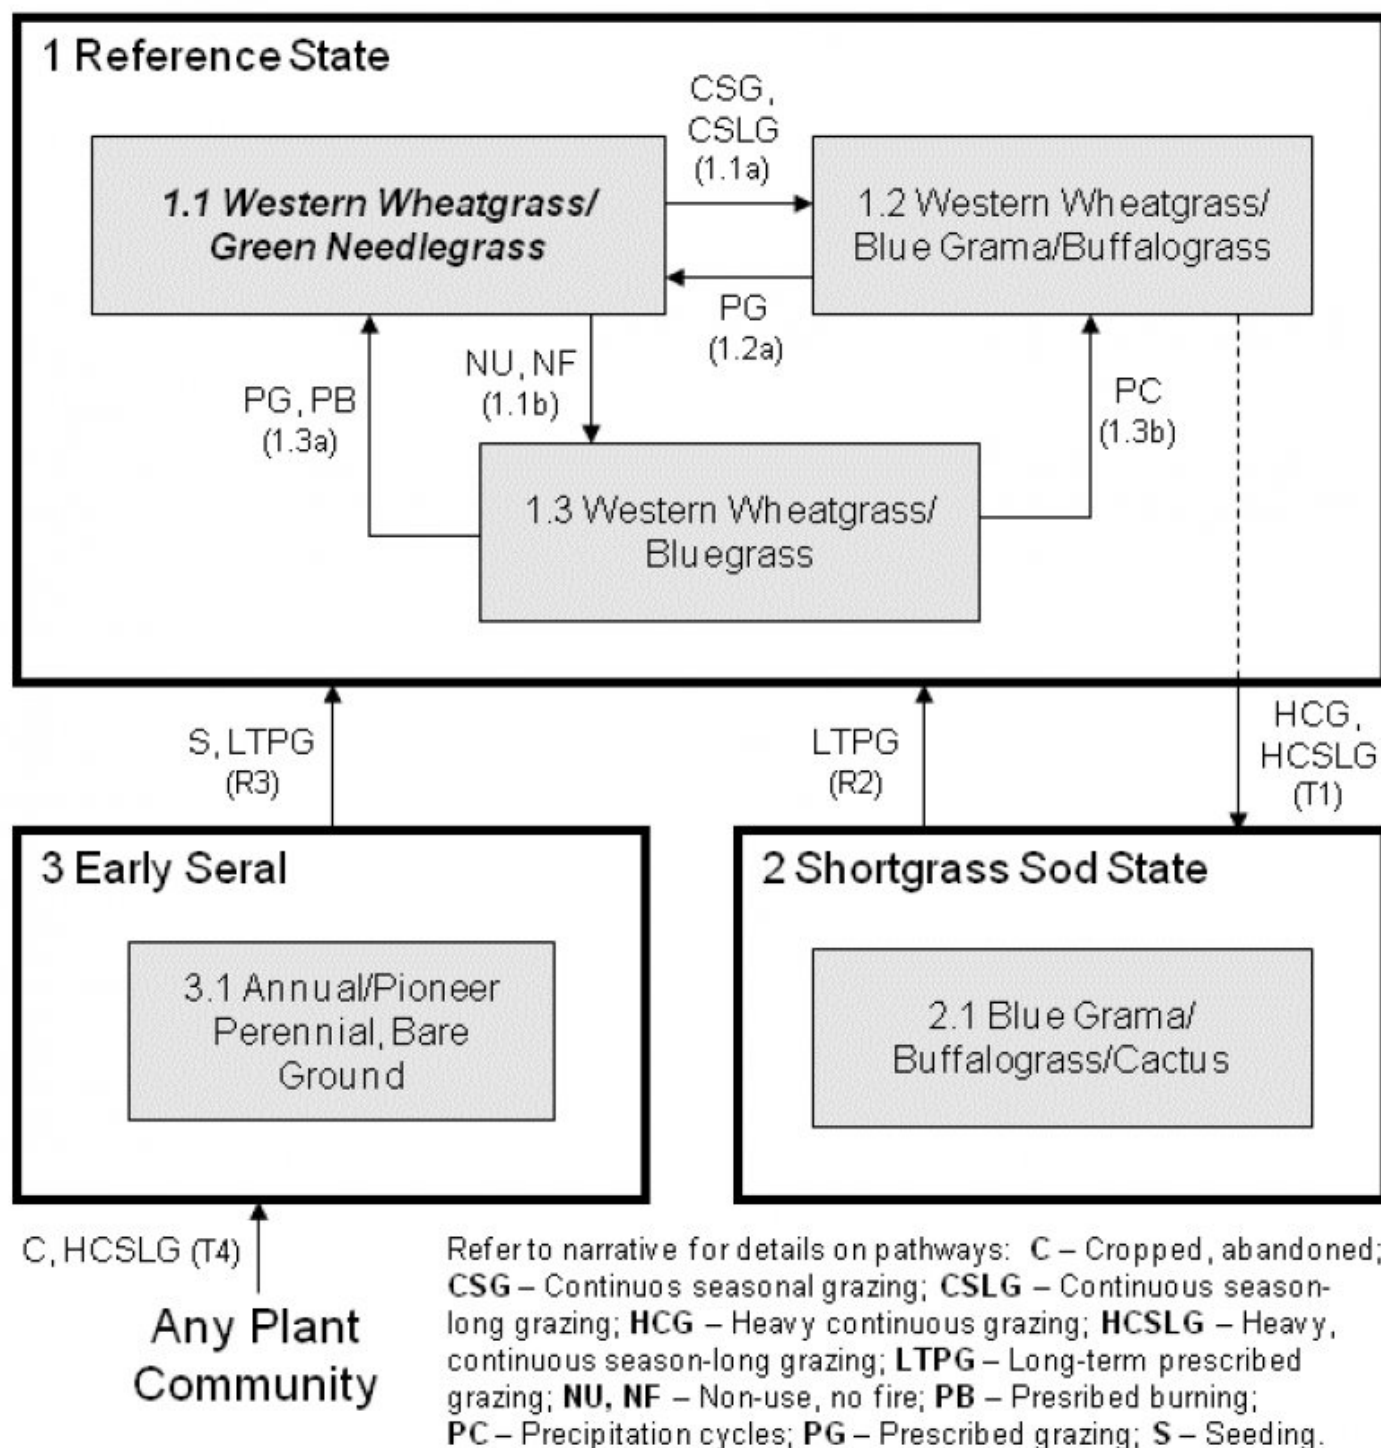 1 Reference State
CSG,
CSLG
(1.1a)
1.1 Western Wheatgrass/
Green Needlegrass
1.2 Western Wheatgrass/
Blue Grama/Buffalograss
PG
(1.2a)
NU, NF
(1.1b)
PG, PB
(1.3a)
PC
(1.3b)
1.3 Western Wheatgrass/
Bluegrass
S, LTPG
(R3)
LTPG
(R2)
HCG,
HCSLG
(T1)
3 Early Seral
3.1 Annual/Pioneer
Perennial, Bare
Ground
2 Shortgrass Sod State
2.1 Blue Grama/
Buffalograss/Cactus
C, HCSLG (T4)
Any Plant
Community
Refer to narrative for details on pathways: C – Cropped, abandoned;
CSG – Continuos seasonal grazing; CSLG – Continuous season-
long grazing; HCG – Heavy continuous grazing; HCSLG – Heavy,
continuous season-long grazing; LTPG – Long-term prescribed
grazing; NU, NF – Non-use, no fire; PB – Presribed burning;
PC – Precipitation cycles; PG – Prescribed grazing; S – Seeding.